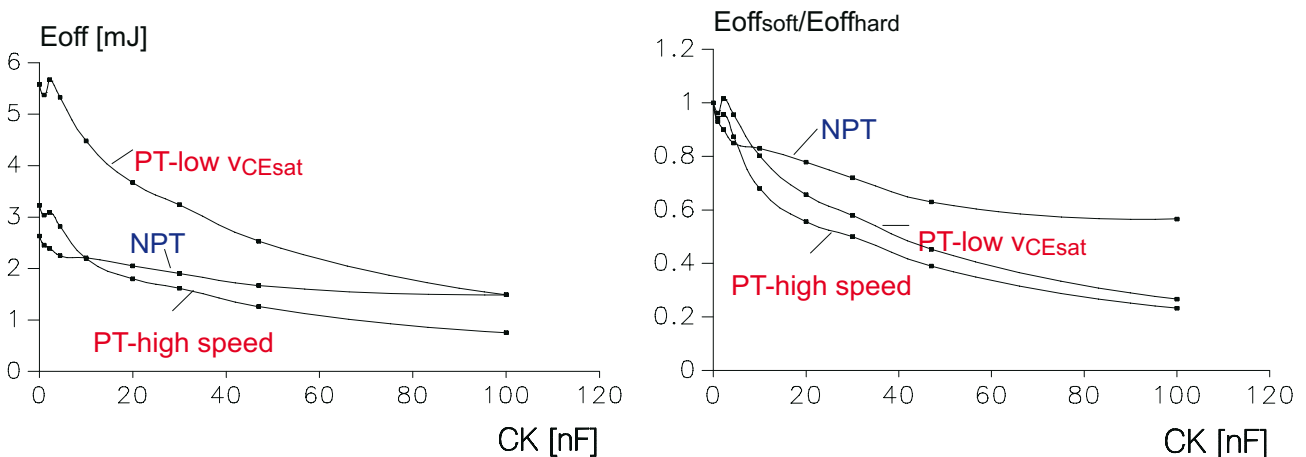 Eoff [mJ]
6
5
4
3
2
1
0
PT-low vCEsat
NPT
PT-high speed
0 20 40 60 80 100 120
CK [nF]
Eoffsoft/Eoffhard
1.2
1
0.8
0.6
0.4
0.2
0
NPT
PT-low vCEsat
PT-high speed
0 20 40 60 80 100 120
CK [nF]